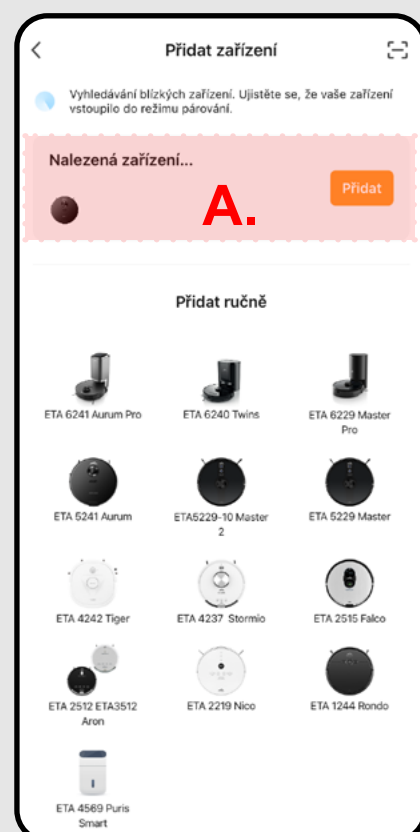 Přidat zařízení
Vyhledávání blízkých zařízení. Ujistěte se, že vaše zařízení
vstoupilo do režimu párování.
Nalezená zařízení...
Přidat
A.
Přidat ručně
ETA 6241 Aurum Pro
ETA 6240 Twins
ETA 6229 Master
Pro
ETA 5241 Aurum
ETA5229-10 Master
2
ETA 5229 Master
ETA 4242 Tiger
ETA 4237 Stormio
ETA 2515 Falco
ETA 2512 ETA3512
Aron
ETA 2219 Nico
ETA 1244 Rondo
ETA 4569 Puris
Smart